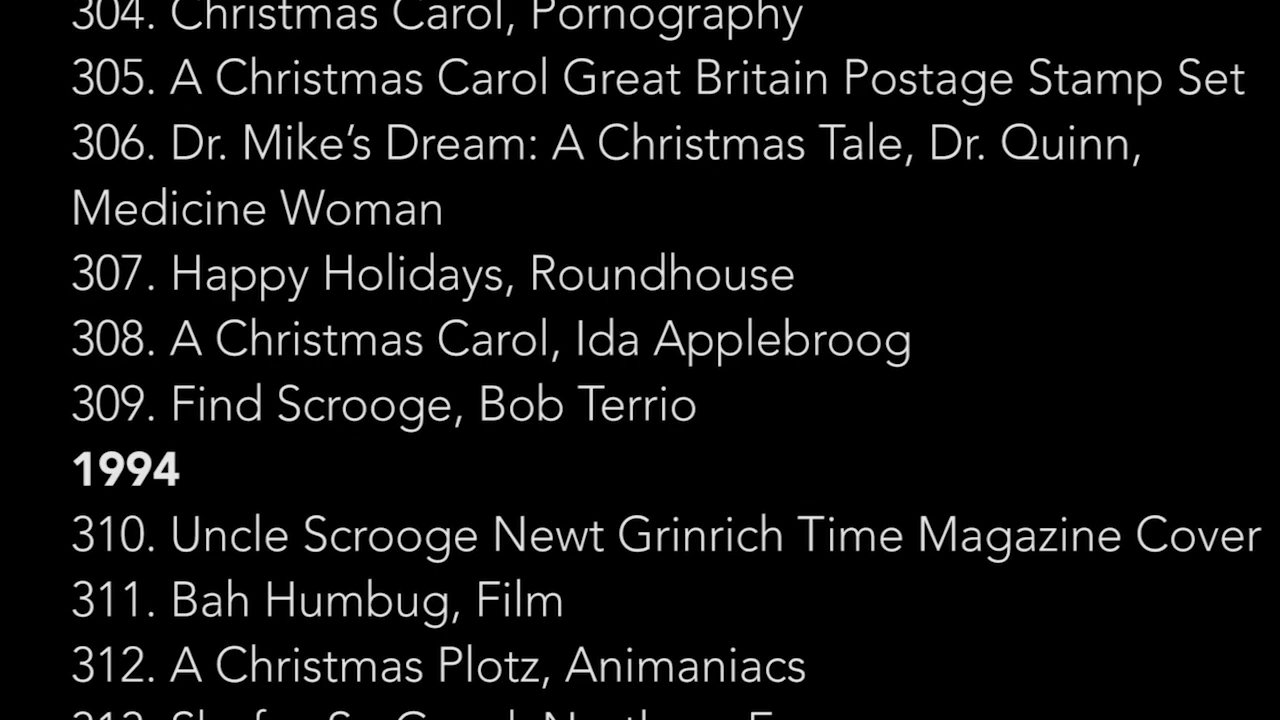 304. Christmas Carol, Pornography
305. A Christmas Carol Great Britain Postage Stamp Set
306. Dr. Mike’s Dream: A Christmas Tale, Dr. Quinn,
Medicine Woman
307. Happy Holidays, Roundhouse
308. A Christmas Carol, Ida Applebroog
309. Find Scrooge, Bob Terrio
1994
310. Uncle Scrooge Newt Grinrich Time Magazine Cover
311. Bah Humbug, Film
312. A Christmas Plotz, Animaniacs
313.